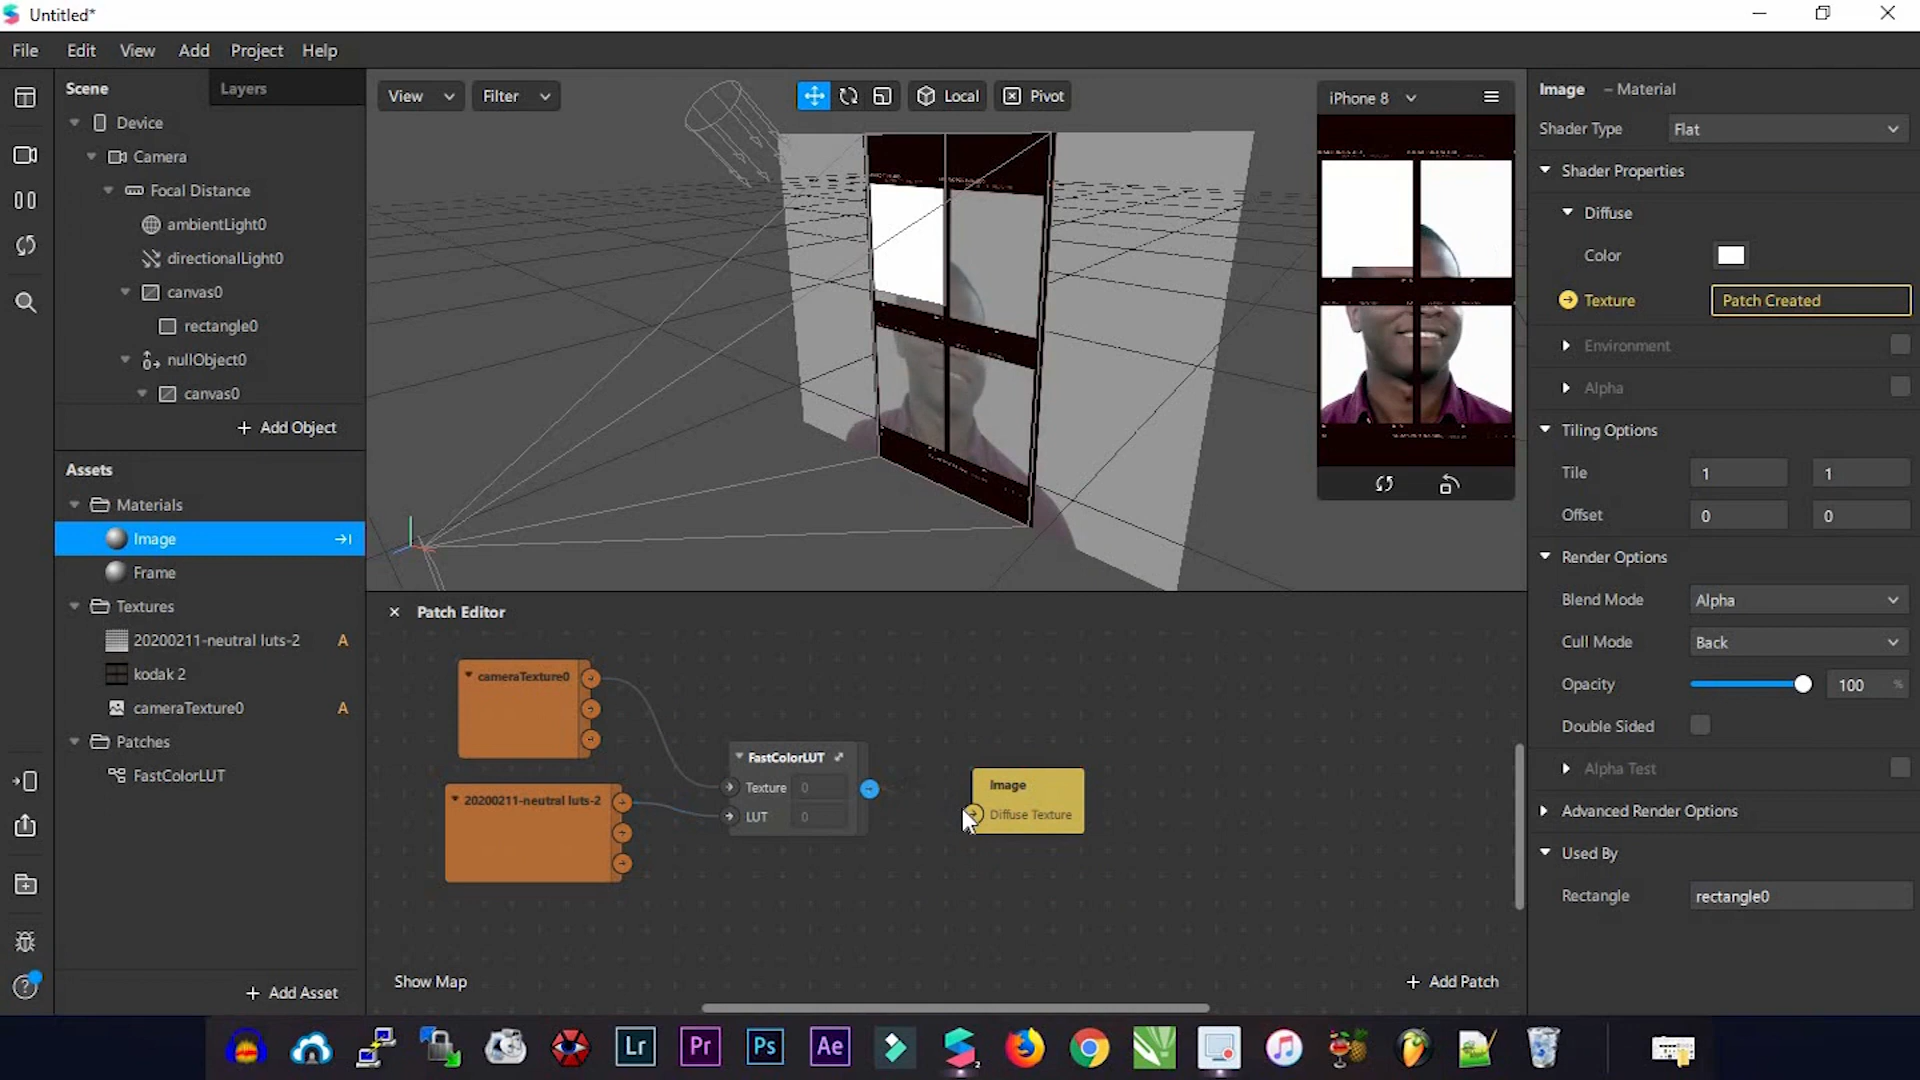 Untitled*
File Edit View Add Project Help
Scene Layers
Device
Camera
Focal Distance
ambientLight0
directionalLight0
canvas0
rectangle0
nullObject0
canvas0
+ Add Object
Assets
Materials
Image
Frame
Textures
20200211-neutral luts-2 A
kodak 2
cameraTexture0 A
Patches
FastColorLUT
+ Add Asset
View Filter Local Pivot
iPhone 8
Patch Editor
cameraTexture0
20200211-neutral luts-2
FastColorLUT
Texture 0
LUT 0
Image
Diffuse Texture
Show Map
+ Add Patch
Image – Material
Shader Type Flat
Shader Properties
Diffuse
Color
Texture Patch Created
Environment
Alpha
Tiling Options
Tile 1 1
Offset 0 0
Render Options
Blend Mode Alpha
Cull Mode Back
Opacity 100 %
Double Sided
Alpha Test
Advanced Render Options
Used By
Rectangle rectangle0
Lr Pr Ps Ae 2